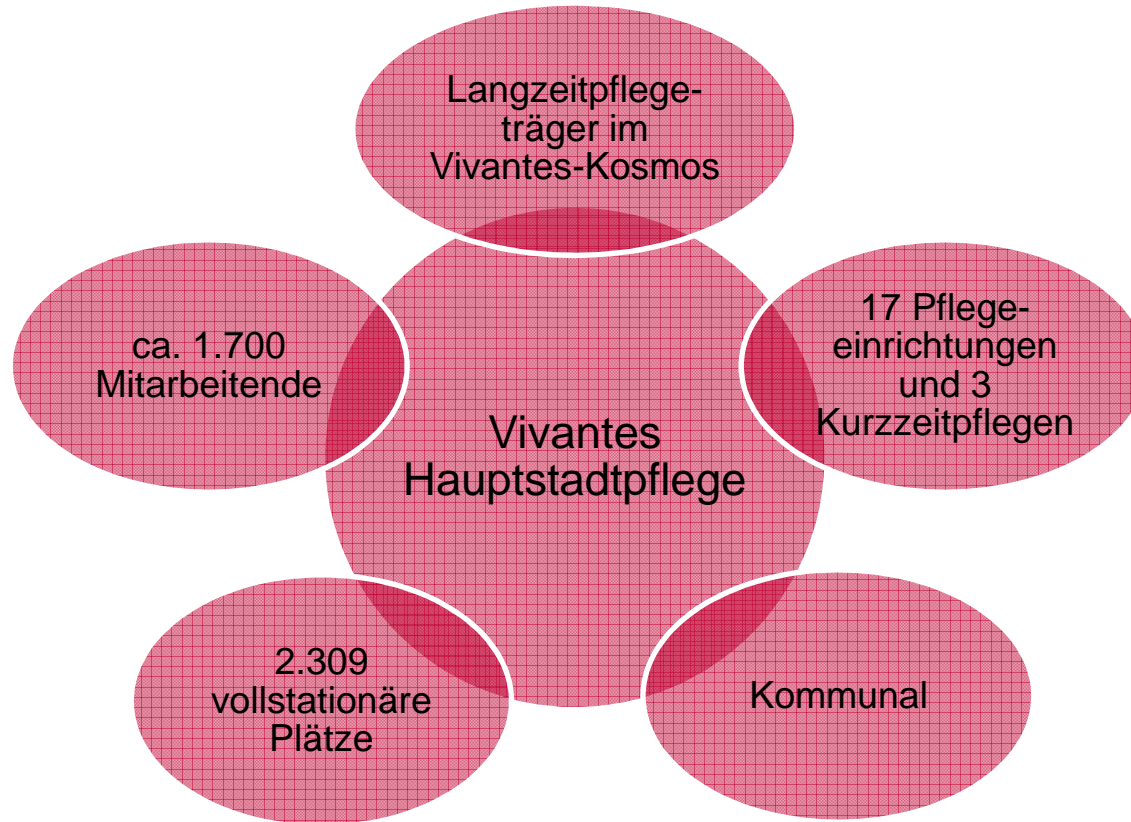 Langzeitpflege-
träger im
Vivantes-Kosmos
ca. 1.700
Mitarbeitende
17 Pflege-
einrichtungen
und 3
Kurzzeitpflegen
Vivantes
Hauptstadtpflege
2.309
vollstationäre
Plätze
Kommunal